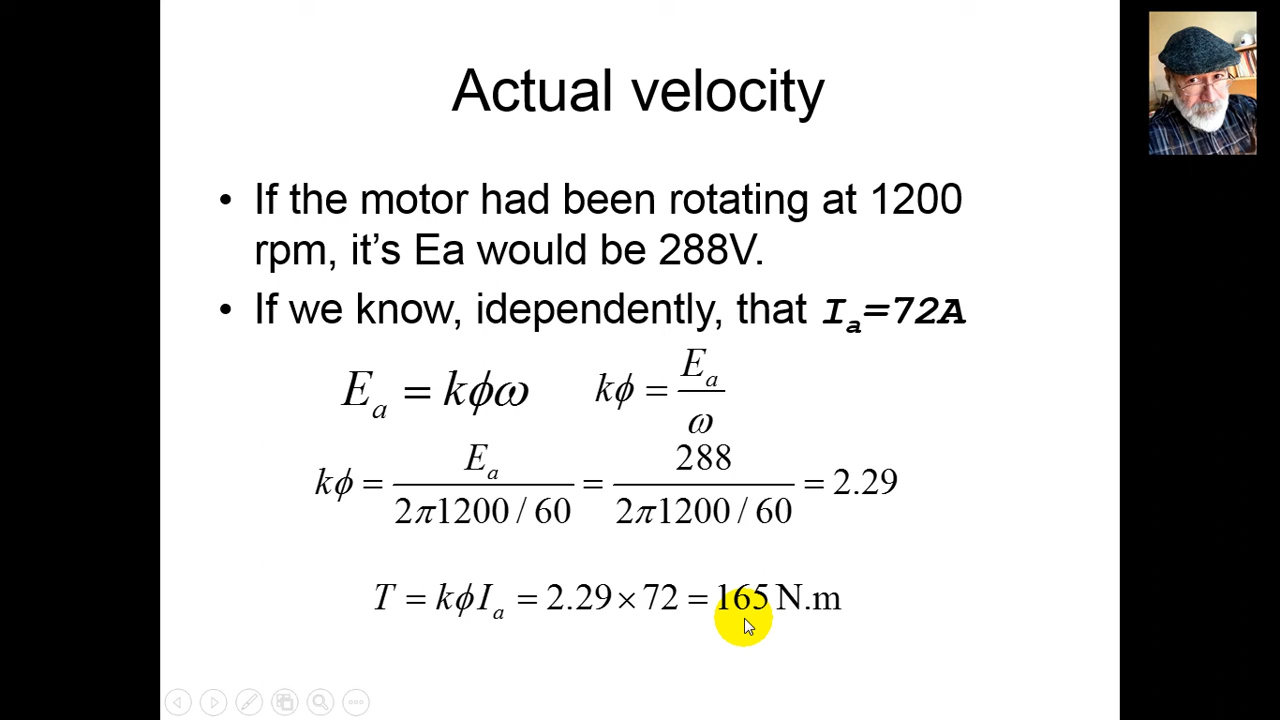 Actual velocity
• If the motor had been rotating at 1200
rpm, it’s Ea would be 288V.
• If we know, idependently, that Iₐ=72A
Eₐ = kϕω kϕ = Eₐ / ω
kϕ = Eₐ / (2π1200 / 60) = 288 / (2π1200 / 60) = 2.29
T = kϕIₐ = 2.29 × 72 = 165 N.m